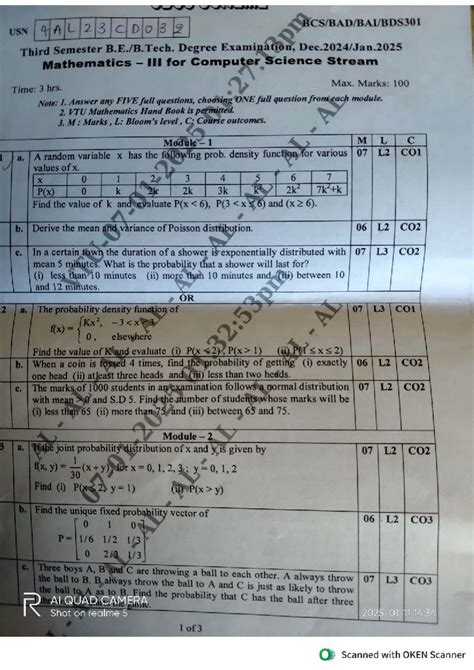 BCS/BAD/BAI/BDS301
USN 4AL23CD032
Third Semester B.E./B.Tech. Degree Examination, Dec.2024/Jan.2025
Mathematics – III for Computer Science Stream
Time: 3 hrs. Max. Marks: 100
Note: 1. Answer any FIVE full questions, choosing ONE full question from each module.
2. VTU Mathematics Hand Book is permitted.
3. M : Marks , L: Bloom's level , C: Course outcomes.
Module – 1 M L C
1 a. A random variable x has the following prob. density function for various 07 L2 CO1
values of x.
x 0 1 2 3 4 5 6 7
P(x) 0 k 2k 2k 3k k² 2k² 7k²+k
Find the value of k and evaluate P(x < 6), P(3 < x ≤ 6) and (x ≥ 6).
b. Derive the mean and variance of Poisson distribution. 06 L2 CO2
c. In a certain town the duration of a shower is exponentially distributed with 07 L3 CO2
mean 5 minutes. What is the probability that a shower will last for?
(i) less than 10 minutes (ii) more than 10 minutes and (iii) between 10
and 12 minutes.
OR
2 a. The probability density function of 07 L2 CO1
f(x) = { Kx², –3 < x < 3
0 , elsewhere
Find the value of K and evaluate (i) P(x ≤ 2), P(x > 1) (ii) P(1 ≤ x ≤ 2)
b. When a coin is tossed 4 times, find the probability of getting (i) exactly 06 L2 CO2
one head (ii) atleast three heads and (iii) less than two heads.
c. The marks of 1000 students in an examination follows a normal distribution 07 L2 CO2
with mean 70 and S.D 5. Find the number of students whose marks will be
(i) less than 65 (ii) more than 75 and (iii) between 65 and 75.
Module – 2
3 a. If the joint probability distribution of x and y is given by 07 L2 CO2
f(x, y) = 1/30 (x + y), for x = 0, 1, 2, 3 ; y = 0, 1, 2
Find (i) P(x ≤ 2, y = 1) (ii) P(x > y)
b. Find the unique fixed probability vector of 06 L2 CO3
0 1 0
P = 1/6 1/2 1/3
0 2/3 1/3
c. Three boys A, B and C are throwing a ball to each other. A always throw 07 L3 CO3
the ball to B. B always throw the ball to A and C is just as likely to throw
the ball to A as to B. Find the probability that C has the ball after three
AI QUAD CAMERA
Shot on realme 5
2025.01.11 14:34
1 of 3
Scanned with OKEN Scanner